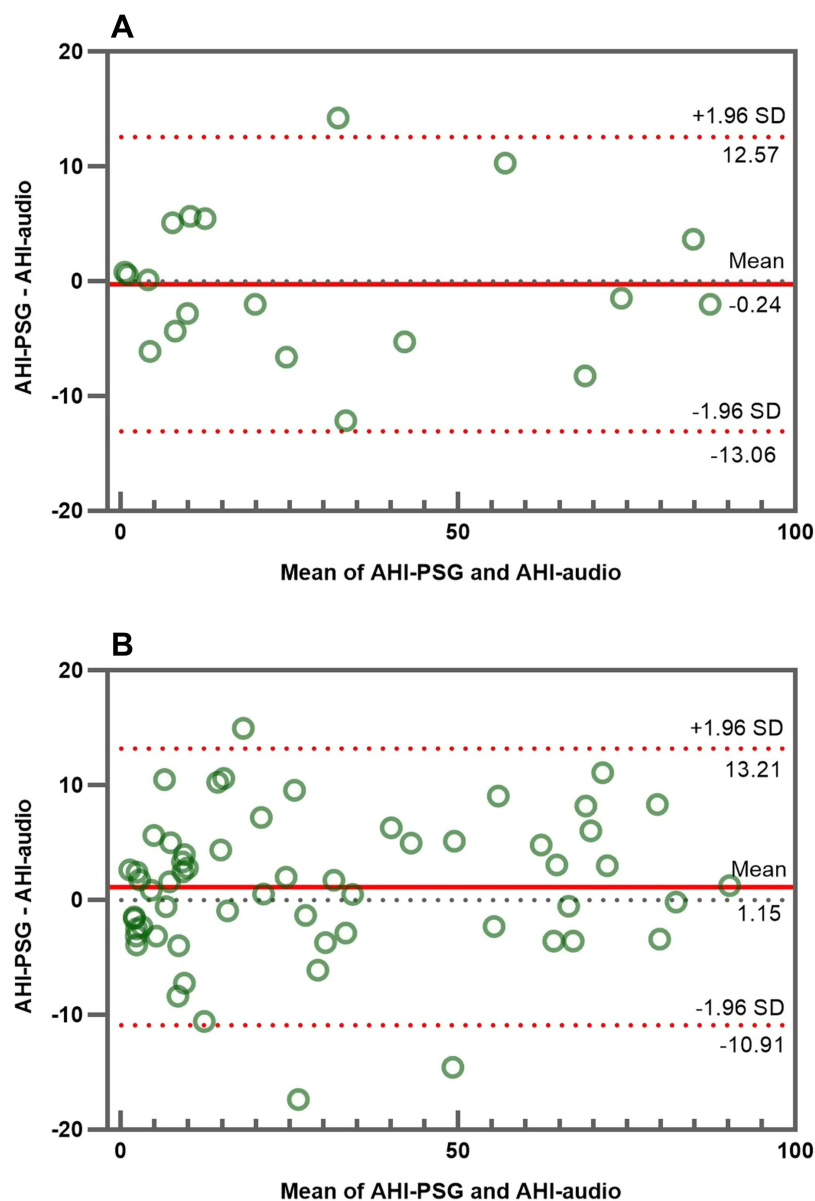 A
20
+1.96 SD
12.57
10
AHI-PSG - AHI-audio
Mean
0
-0.24
-10
-1.96 SD
-13.06
-20
0 50 100
Mean of AHI-PSG and AHI-audio
B
20
+1.96 SD
13.21
10
AHI-PSG - AHI-audio
Mean
0
1.15
-10
-1.96 SD
-10.91
-20
0 50 100
Mean of AHI-PSG and AHI-audio